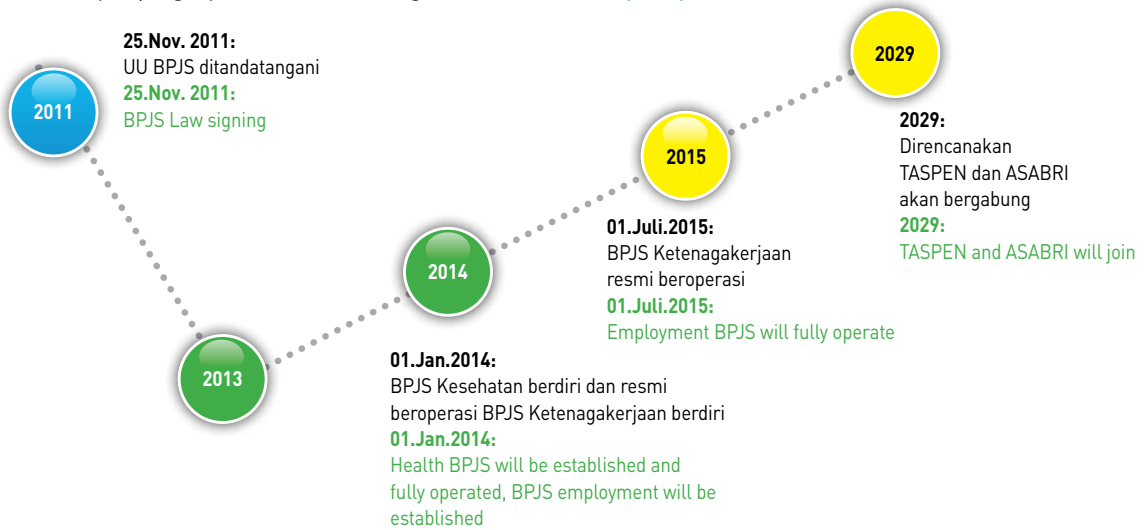 2011
25.Nov. 2011:
UU BPJS ditandatangani
25.Nov. 2011:
BPJS Law signing
2013
2014
01.Jan.2014:
BPJS Kesehatan berdiri dan resmi
beroperasi BPJS Ketenagakerjaan berdiri
01.Jan.2014:
Health BPJS will be established and
fully operated, BPJS employment will be
established
2015
01.Juli.2015:
BPJS Ketenagakerjaan
resmi beroperasi
01.Juli.2015:
Employment BPJS will fully operate
2029
2029:
Direncanakan
TASPEN dan ASABRI
akan bergabung
2029:
TASPEN and ASABRI will join